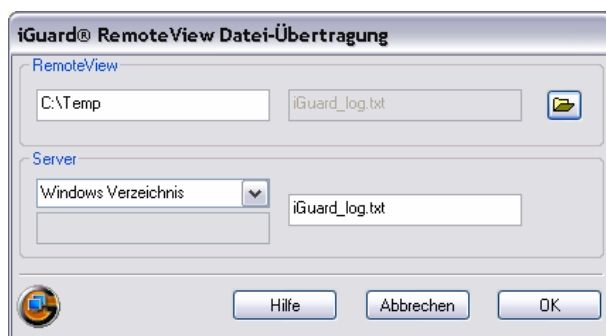 iGuard® RemoteView Datei-Übertragung
RemoteView
C:\Temp
iGuard_log.txt
Server
Windows Verzeichnis
iGuard_log.txt
Hilfe
Abbrechen
OK